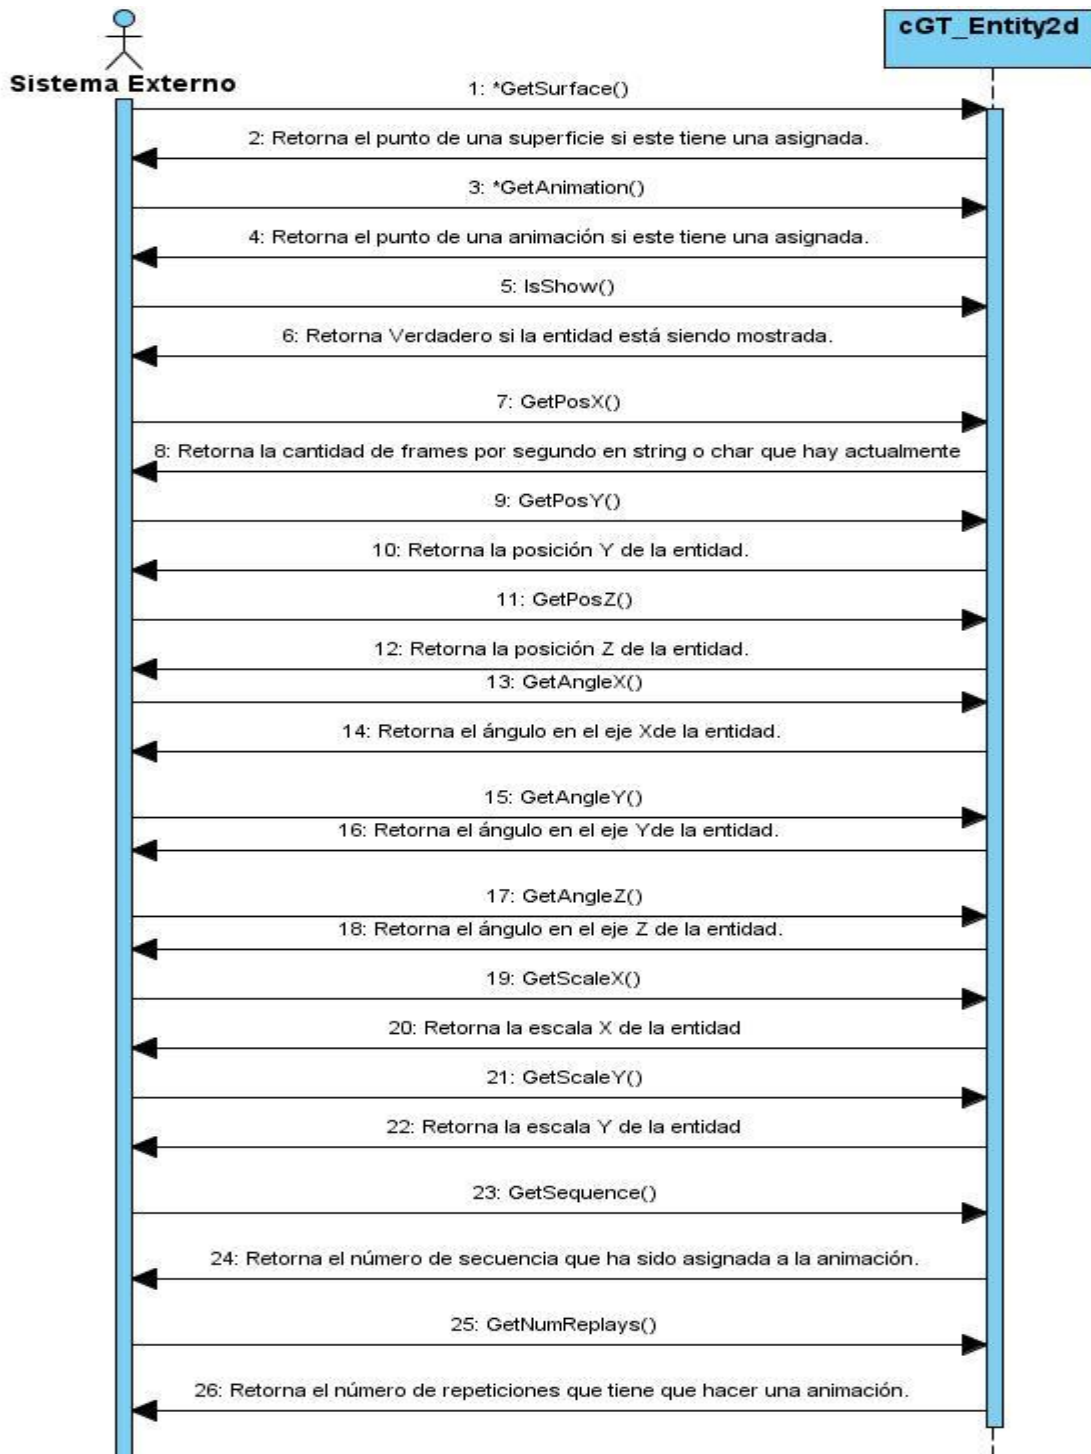 cGT_Entity2d
Sistema Externo
1: *GetSurface()
2: Retorna el punto de una superficie si este tiene una asignada.
3: *GetAnimation()
4: Retorna el punto de una animación si este tiene una asignada.
5: IsShow()
6: Retorna Verdadero si la entidad está siendo mostrada.
7: GetPosX()
8: Retorna la cantidad de frames por segundo en string o char que hay actualmente
9: GetPosY()
10: Retorna la posición Y de la entidad.
11: GetPosZ()
12: Retorna la posición Z de la entidad.
13: GetAngleX()
14: Retorna el ángulo en el eje Xde la entidad.
15: GetAngleY()
16: Retorna el ángulo en el eje Yde la entidad.
17: GetAngleZ()
18: Retorna el ángulo en el eje Z de la entidad.
19: GetScaleX()
20: Retorna la escala X de la entidad
21: GetScaleY()
22: Retorna la escala Y de la entidad
23: GetSequence()
24: Retorna el número de secuencia que ha sido asignada a la animación.
25: GetNumReplays()
26: Retorna el número de repeticiones que tiene que hacer una animación.